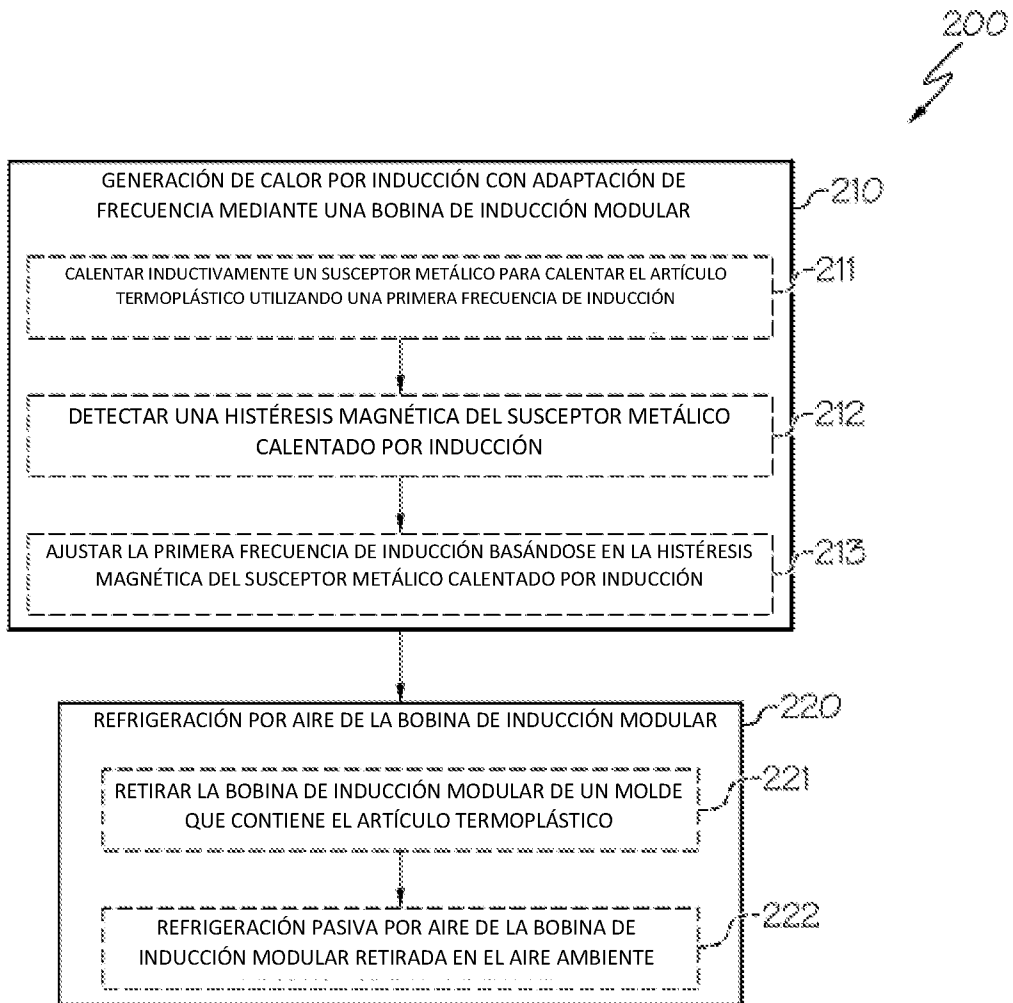 200
GENERACIÓN DE CALOR POR INDUCCIÓN CON ADAPTACIÓN DE
FRECUENCIA MEDIANTE UNA BOBINA DE INDUCCIÓN MODULAR
210
CALENTAR INDUCTIVAMENTE UN SUSCEPTOR METÁLICO PARA CALENTAR EL ARTÍCULO
TERMOPLÁSTICO UTILIZANDO UNA PRIMERA FRECUENCIA DE INDUCCIÓN
211
DETECTAR UNA HISTÉRESIS MAGNÉTICA DEL SUSCEPTOR METÁLICO
CALENTADO POR INDUCCIÓN
212
AJUSTAR LA PRIMERA FRECUENCIA DE INDUCCIÓN BASÁNDOSE EN LA HISTÉRESIS
MAGNÉTICA DEL SUSCEPTOR METÁLICO CALENTADO POR INDUCCIÓN
213
REFRIGERACIÓN POR AIRE DE LA BOBINA DE INDUCCIÓN MODULAR
220
RETIRAR LA BOBINA DE INDUCCIÓN MODULAR DE UN MOLDE
QUE CONTIENE EL ARTÍCULO TERMOPLÁSTICO
221
REFRIGERACIÓN PASIVA POR AIRE DE LA BOBINA DE
INDUCCIÓN MODULAR RETIRADA EN EL AIRE AMBIENTE
222